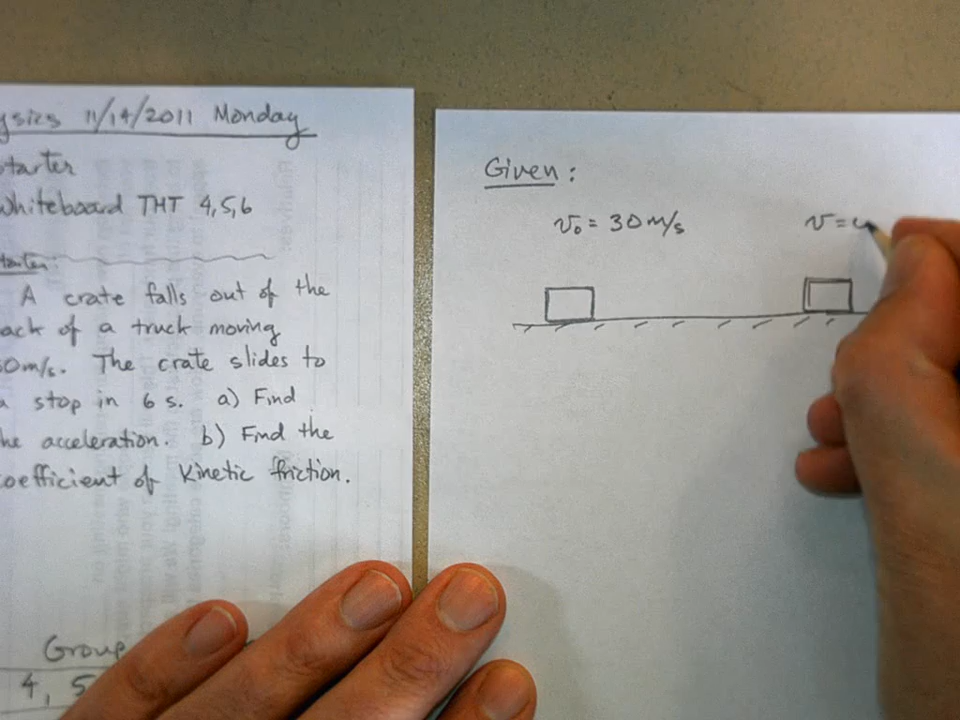 ysics 11/14/2011 Monday
tarter
Whiteboard THT 4,5,6
tarter:
A crate falls out of the
ack of a truck moving
0m/s. The crate slides to
a stop in 6 s. a) Find
he acceleration. b) Find the
coefficient of Kinetic friction.
Group
4, 5
Given:
v₀ = 30 m/s
v =